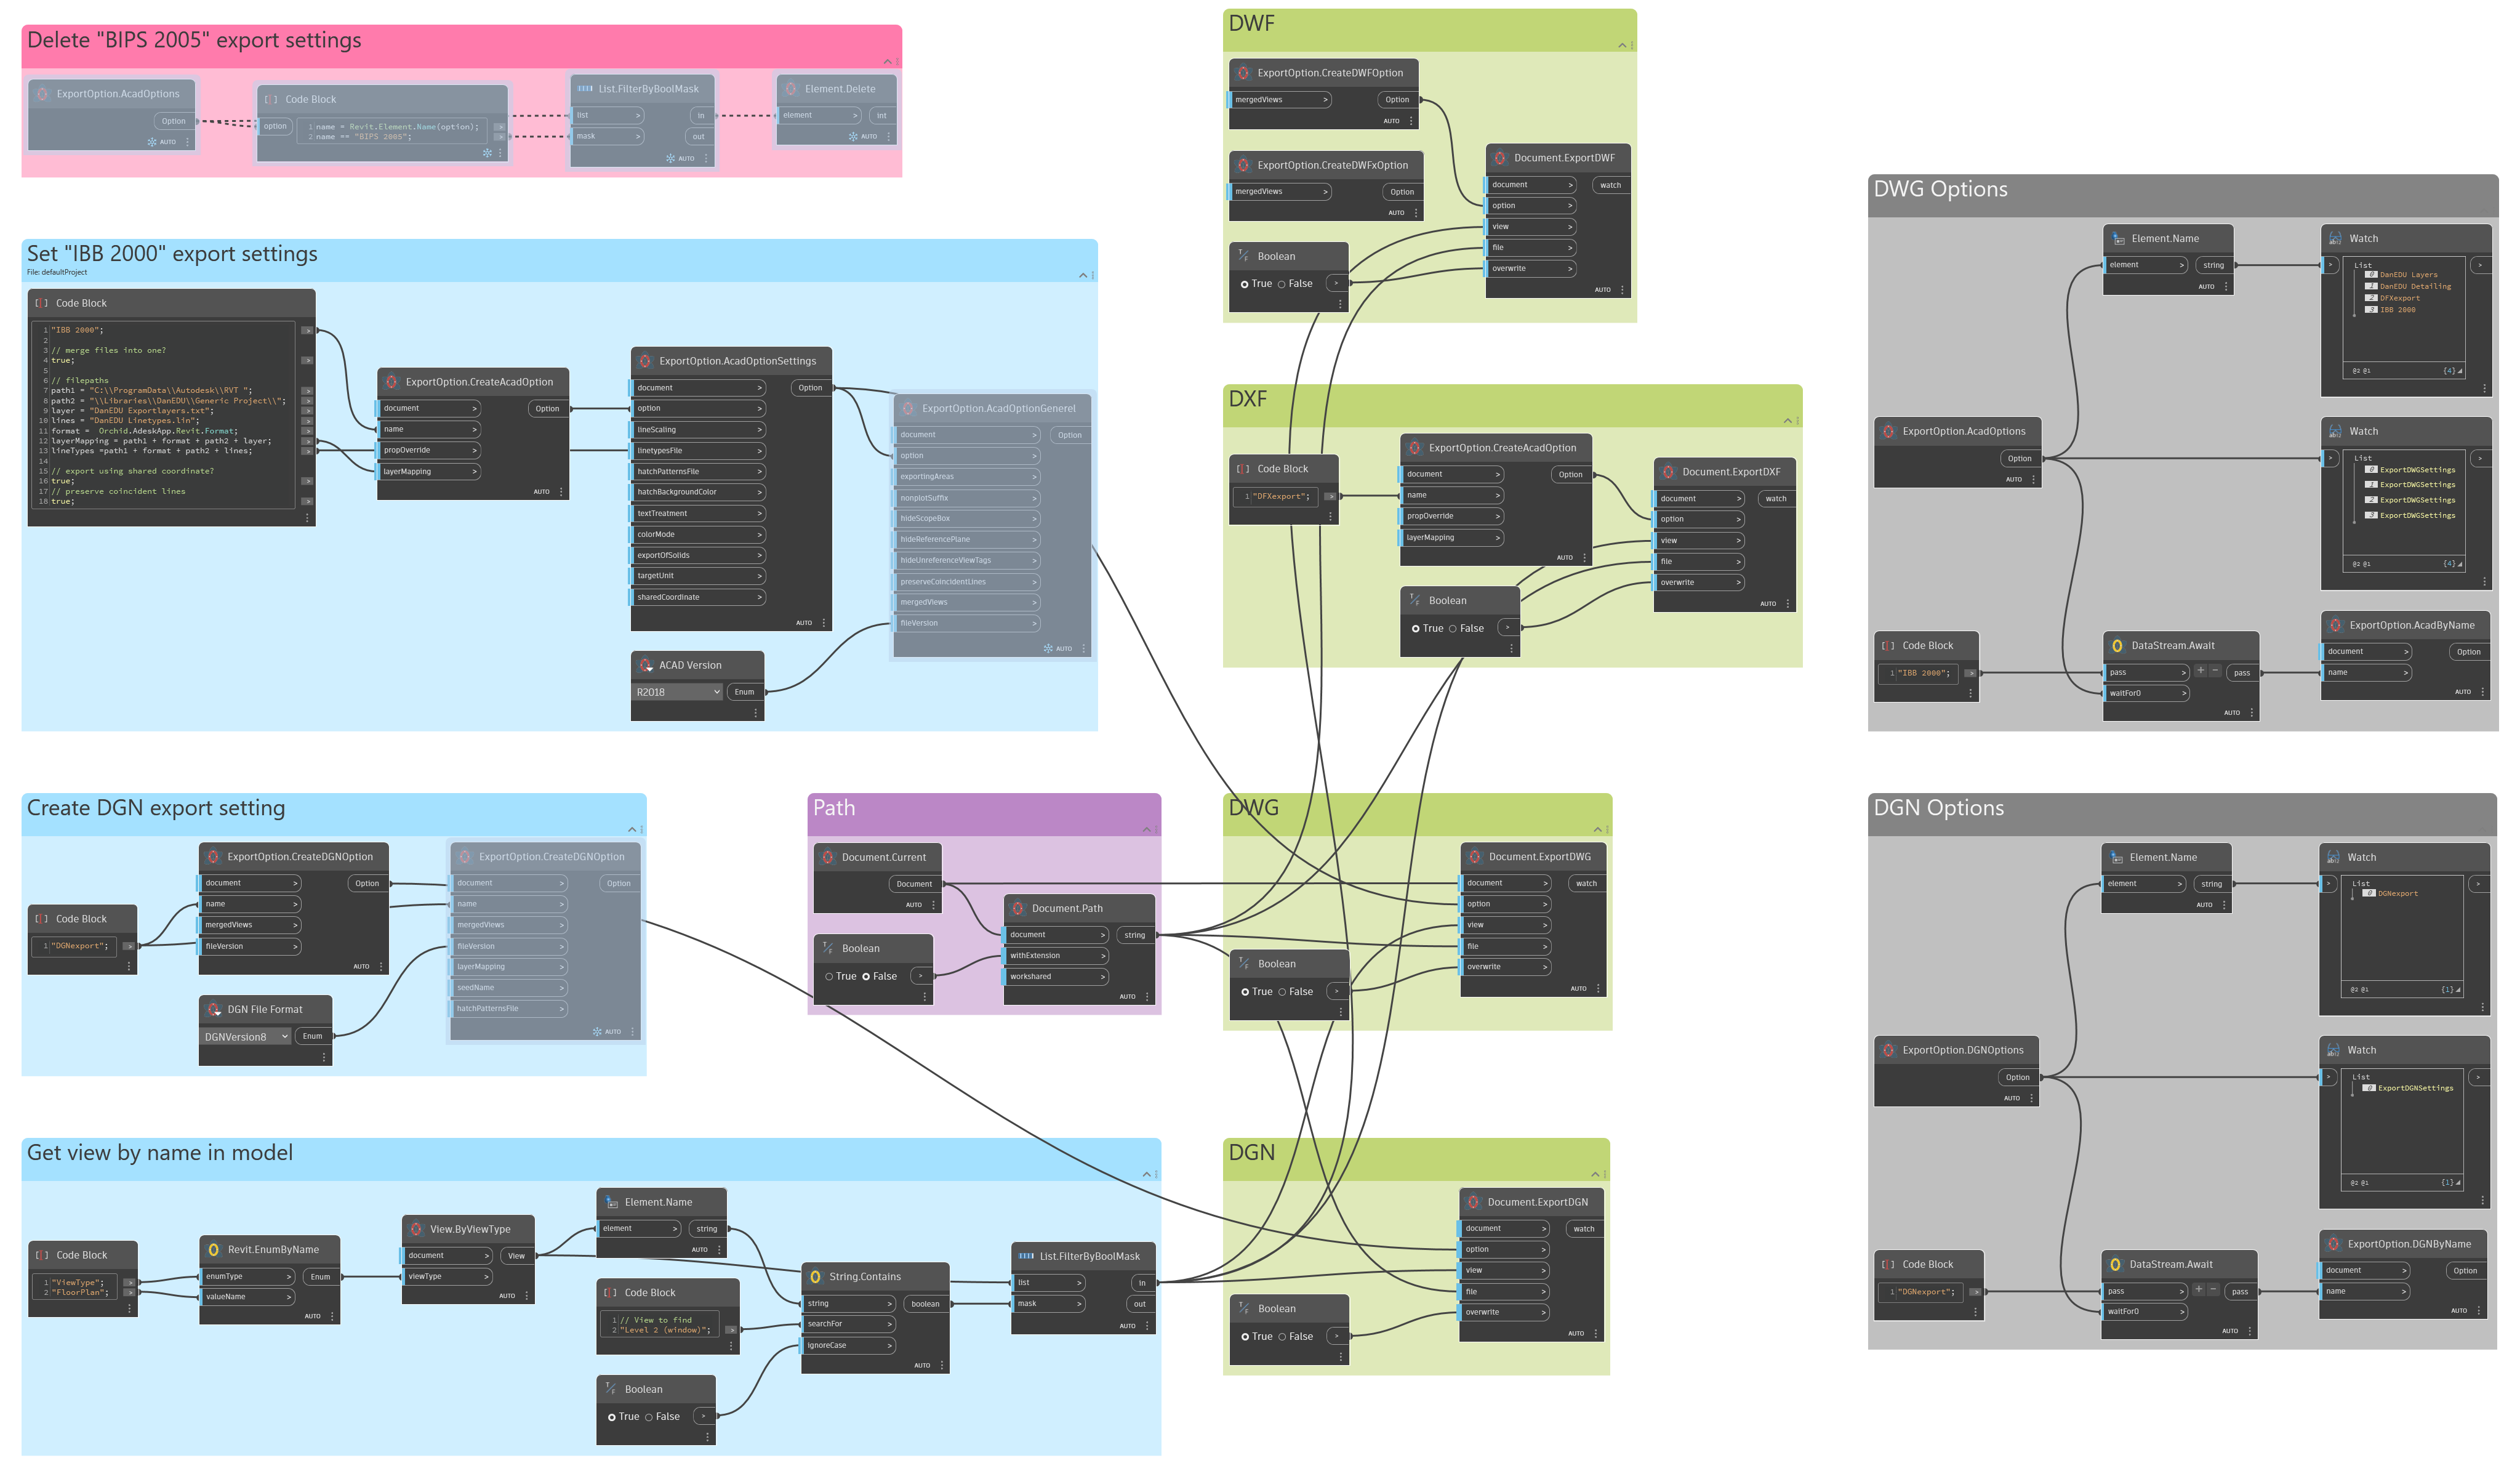 Delete "BIPS 2005" export settings
ExportOption.AcadOptions
Option
AUTO
Code Block
option
1 name = Revit.Element.Name(option); >
2 name == "BIPS 2005"; >
List.FilterByBoolMask
list > in
mask > out
AUTO
Element.Delete
element > int
AUTO
Set "IBB 2000" export settings
File: defaultProject
Code Block
1 "IBB 2000"; >
2
3 // merge files into one?
4 true; >
5
6 // filepaths
7 path1 = "C:\\ProgramData\\Autodesk\\RVT "; >
8 path2 = "\\Libraries\\DanEDU\\Generic Project\\"; >
9 layer = "DanEDU Exportlayers.txt"; >
10 lines = "DanEDU Linetypes.lin"; >
11 format =  Orchid.AdeskApp.Revit.Format; >
12 layerMapping = path1 + format + path2 + layer; >
13 lineTypes =path1 + format + path2 + lines; >
14
15 // export using shared coordinate?
16 true; >
17 // preserve coincident lines
18 true; >
ExportOption.CreateAcadOption
document > Option
name >
propOverride >
layerMapping >
AUTO
ExportOption.AcadOptionSettings
document > Option
option >
lineScaling >
linetypesFile >
hatchPatternsFile >
hatchBackgroundColor >
textTreatment >
colorMode >
exportOfSolids >
targetUnit >
sharedCoordinate >
AUTO
ACAD Version
R2018 Enum
ExportOption.AcadOptionGenerel
document > Option
option >
exportingAreas >
nonplotSuffix >
hideScopeBox >
hideReferencePlane >
hideUnreferenceViewTags >
preserveCoincidentLines >
mergedViews >
fileVersion >
AUTO
Create DGN export setting
Code Block
1 "DGNexport"; >
ExportOption.CreateDGNOption
document > Option
name >
mergedViews >
fileVersion >
AUTO
DGN File Format
DGNVersion8 Enum
ExportOption.CreateDGNOption
document > Option
name >
mergedViews >
fileVersion >
layerMapping >
seedName >
hatchPatternsFile >
AUTO
Path
Document.Current
Document
AUTO
Boolean
True False >
Document.Path
document > string
withExtension >
workshared >
AUTO
Get view by name in model
Code Block
1 "ViewType"; >
2 "FloorPlan"; >
Revit.EnumByName
enumType > Enum
valueName >
AUTO
View.ByViewType
document > View
viewType >
AUTO
Element.Name
element > string
AUTO
Code Block
1 // View to find
2 "Level 2 (window)"; >
Boolean
True False >
String.Contains
string > boolean
searchFor >
ignoreCase >
AUTO
List.FilterByBoolMask
list > in
mask > out
AUTO
DWF
ExportOption.CreateDWFOption
mergedViews > Option
AUTO
ExportOption.CreateDWFxOption
mergedViews > Option
AUTO
Boolean
True False >
Document.ExportDWF
document > watch
option >
view >
file >
overwrite >
AUTO
DXF
Code Block
1 "DFXexport"; >
ExportOption.CreateAcadOption
document > Option
name >
propOverride >
layerMapping >
AUTO
Boolean
True False >
Document.ExportDXF
document > watch
option >
view >
file >
overwrite >
AUTO
DWG
Boolean
True False >
Document.ExportDWG
document > watch
option >
view >
file >
overwrite >
AUTO
DGN
Boolean
True False >
Document.ExportDGN
document > watch
option >
view >
file >
overwrite >
AUTO
DWG Options
Element.Name
element > string
AUTO
Watch
> >
List
0 DanEDU Layers
1 DanEDU Detailing
2 DFXexport
3 IBB 2000
@2 @1 {4}
ExportOption.AcadOptions
Option
AUTO
Watch
> >
List
0 ExportDWGSettings
1 ExportDWGSettings
2 ExportDWGSettings
3 ExportDWGSettings
@2 @1 {4}
Code Block
1 "IBB 2000"; >
DataStream.Await
pass > + - pass
waitFor0 >
AUTO
ExportOption.AcadByName
document > Option
name >
AUTO
DGN Options
Element.Name
element > string
AUTO
Watch
> >
List
0 DGNexport
@2 @1 {1}
ExportOption.DGNOptions
Option
AUTO
Watch
> >
List
0 ExportDGNSettings
@2 @1 {1}
Code Block
1 "DGNexport"; >
DataStream.Await
pass > + - pass
waitFor0 >
AUTO
ExportOption.DGNByName
document > Option
name >
AUTO